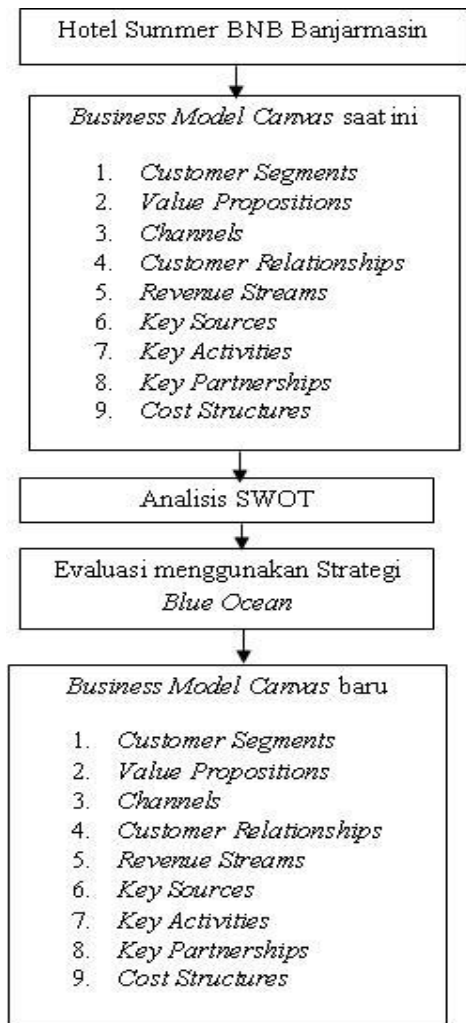 Hotel Summer BNB Banjarmasin
Business Model Canvas saat ini
1. Customer Segments
2. Value Propositions
3. Channels
4. Customer Relationships
5. Revenue Streams
6. Key Sources
7. Key Activities
8. Key Partnerships
9. Cost Structures
Analisis SWOT
Evaluasi menggunakan Strategi
Blue Ocean
Business Model Canvas baru
1. Customer Segments
2. Value Propositions
3. Channels
4. Customer Relationships
5. Revenue Streams
6. Key Sources
7. Key Activities
8. Key Partnerships
9. Cost Structures